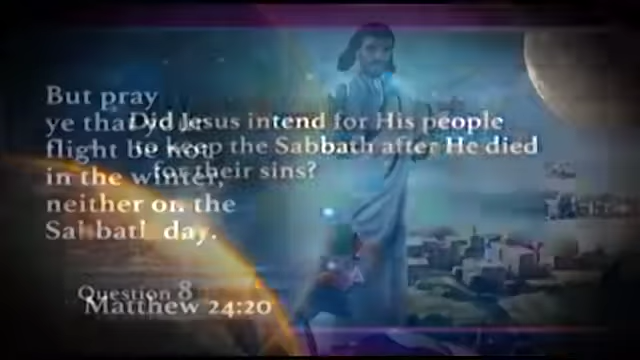 But pray
ye that your
flight be not
in the winter,
neither on the
Sabbath day.
Matthew 24:20
Did Jesus intend for His people
to keep the Sabbath after He died
for their sins?
Question 8